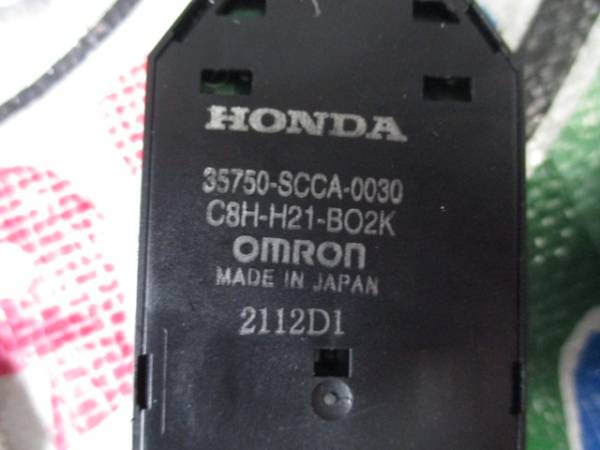 HONDA
35750-SCCA-0030
C8H-H21-BO2K
omron
MADE IN JAPAN
2112D1